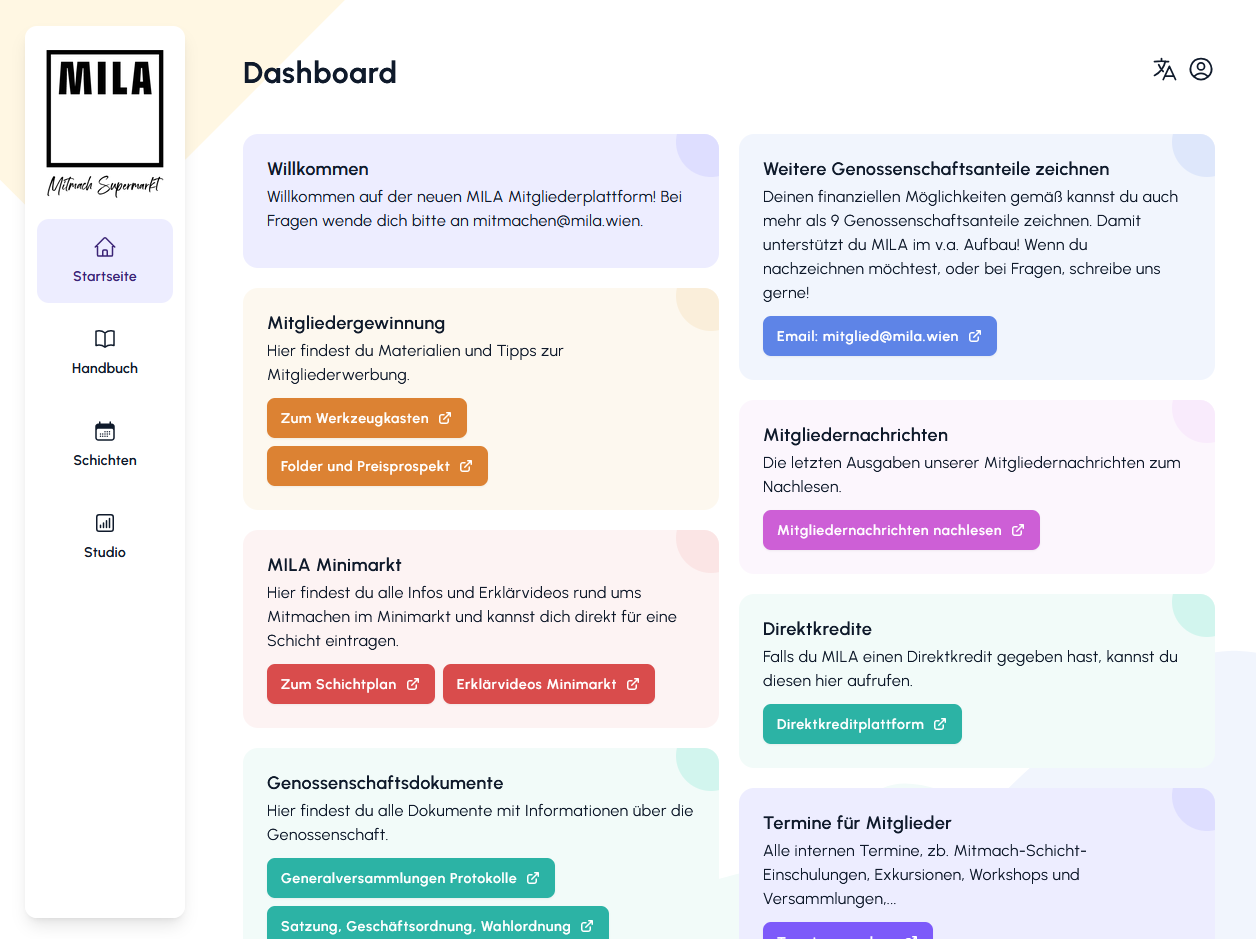 MILA
Mitmach Supermarkt
Startseite
Handbuch
Schichten
Studio
Dashboard
Willkommen
Willkommen auf der neuen MILA Mitgliederplattform! Bei
Fragen wende dich bitte an mitmachen@mila.wien.
Mitgliedergewinnung
Hier findest du Materialien und Tipps zur
Mitgliederwerbung.
Zum Werkzeugkasten
Folder und Preisprospekt
MILA Minimarkt
Hier findest du alle Infos und Erklärvideos rund ums
Mitmachen im Minimarkt und kannst dich direkt für eine
Schicht eintragen.
Zum Schichtplan
Erklärvideos Minimarkt
Genossenschaftsdokumente
Hier findest du alle Dokumente mit Informationen über die
Genossenschaft.
Generalversammlungen Protokolle
Satzung, Geschäftsordnung, Wahlordnung
Weitere Genossenschaftsanteile zeichnen
Deinen finanziellen Möglichkeiten gemäß kannst du auch
mehr als 9 Genossenschaftsanteile zeichnen. Damit
unterstützt du MILA im v.a. Aufbau! Wenn du
nachzeichnen möchtest, oder bei Fragen, schreibe uns
gerne!
Email: mitglied@mila.wien
Mitgliedernachrichten
Die letzten Ausgaben unserer Mitgliedernachrichten zum
Nachlesen.
Mitgliedernachrichten nachlesen
Direktkredite
Falls du MILA einen Direktkredit gegeben hast, kannst du
diesen hier aufrufen.
Direktkreditplattform
Termine für Mitglieder
Alle internen Termine, zb. Mitmach-Schicht-
Einschulungen, Exkursionen, Workshops und
Versammlungen,...